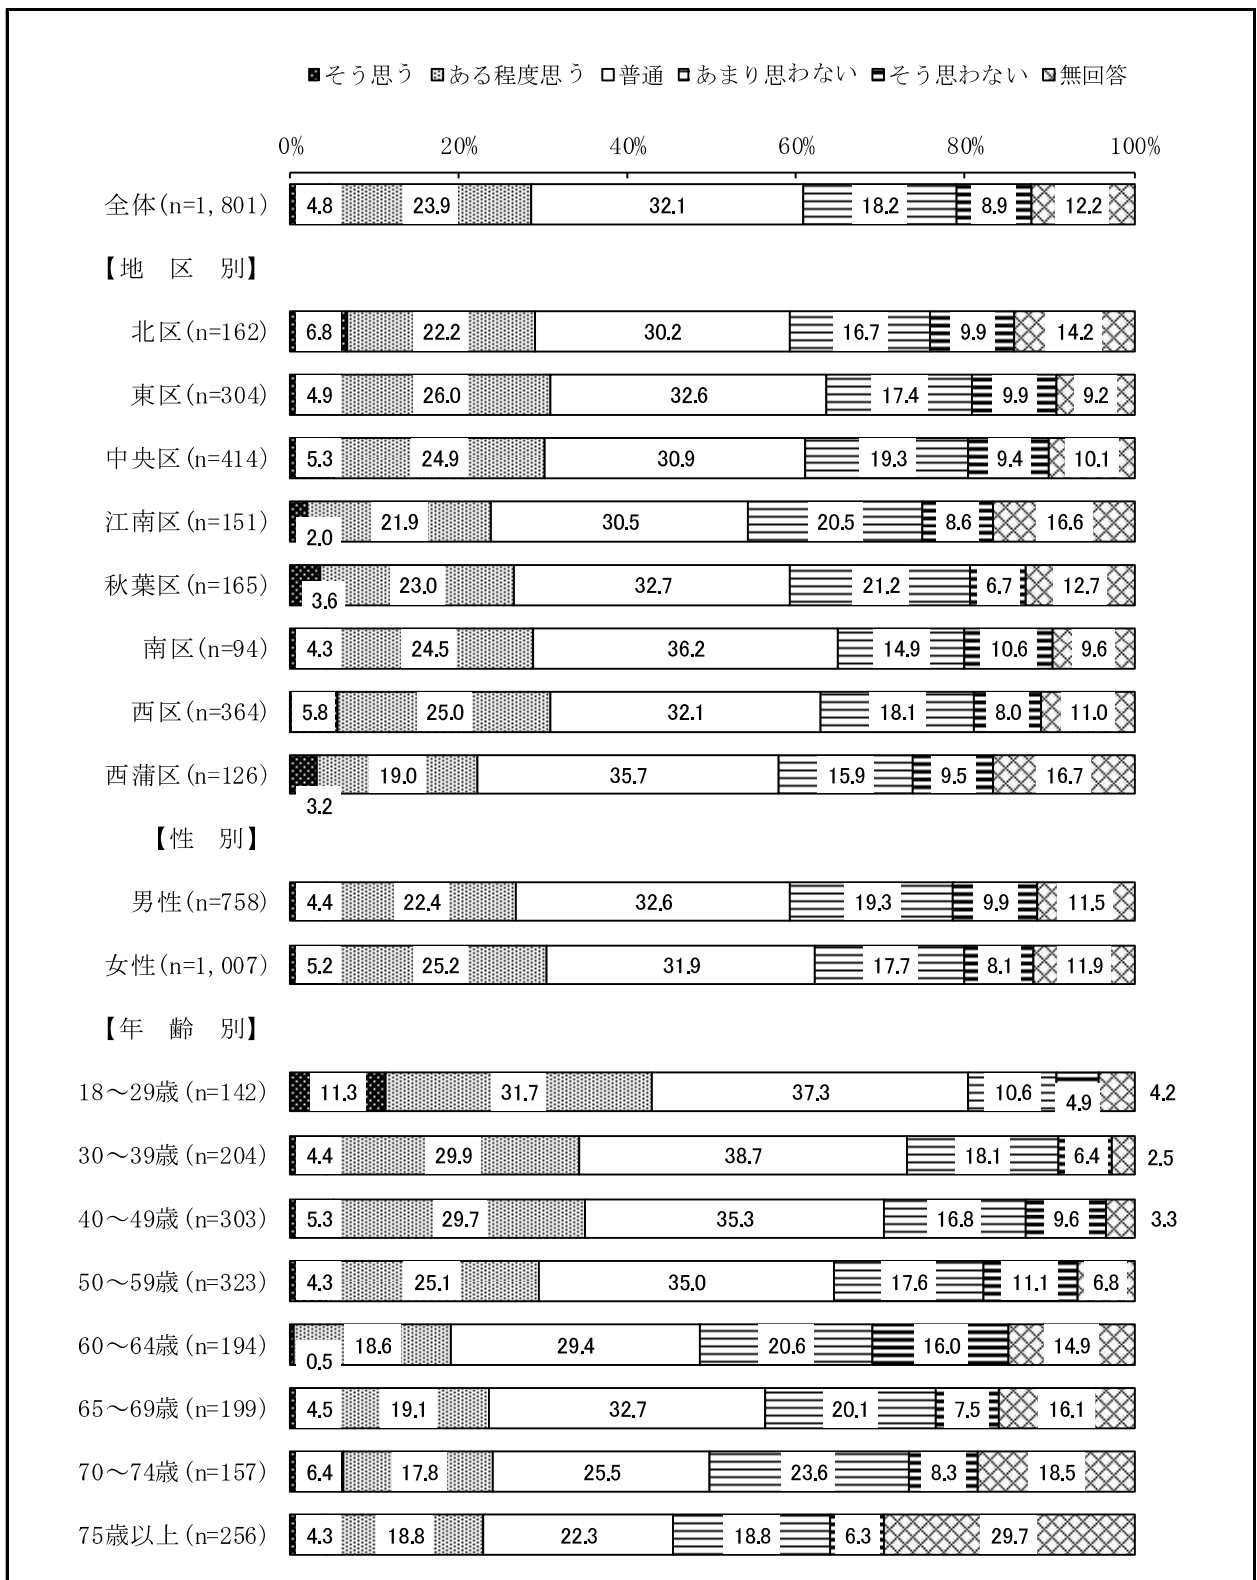 そう思う ある程度思う 普通 あまり思わない そう思わない 無回答
0% 20% 40% 60% 80% 100%
全体(n=1,801) 4.8 23.9 32.1 18.2 8.9 12.2
【地 区 別】
北区(n=162) 6.8 22.2 30.2 16.7 9.9 14.2
東区(n=304) 4.9 26.0 32.6 17.4 9.9 9.2
中央区(n=414) 5.3 24.9 30.9 19.3 9.4 10.1
江南区(n=151) 2.0 21.9 30.5 20.5 8.6 16.6
秋葉区(n=165) 3.6 23.0 32.7 21.2 6.7 12.7
南区(n=94) 4.3 24.5 36.2 14.9 10.6 9.6
西区(n=364) 5.8 25.0 32.1 18.1 8.0 11.0
西蒲区(n=126) 3.2 19.0 35.7 15.9 9.5 16.7
【性 別】
男性(n=758) 4.4 22.4 32.6 19.3 9.9 11.5
女性(n=1,007) 5.2 25.2 31.9 17.7 8.1 11.9
【年 齢 別】
18～29歳(n=142) 11.3 31.7 37.3 10.6 4.9 4.2
30～39歳(n=204) 4.4 29.9 38.7 18.1 6.4 2.5
40～49歳(n=303) 5.3 29.7 35.3 16.8 9.6 3.3
50～59歳(n=323) 4.3 25.1 35.0 17.6 11.1 6.8
60～64歳(n=194) 0.5 18.6 29.4 20.6 16.0 14.9
65～69歳(n=199) 4.5 19.1 32.7 20.1 7.5 16.1
70～74歳(n=157) 6.4 17.8 25.5 23.6 8.3 18.5
75歳以上(n=256) 4.3 18.8 22.3 18.8 6.3 29.7